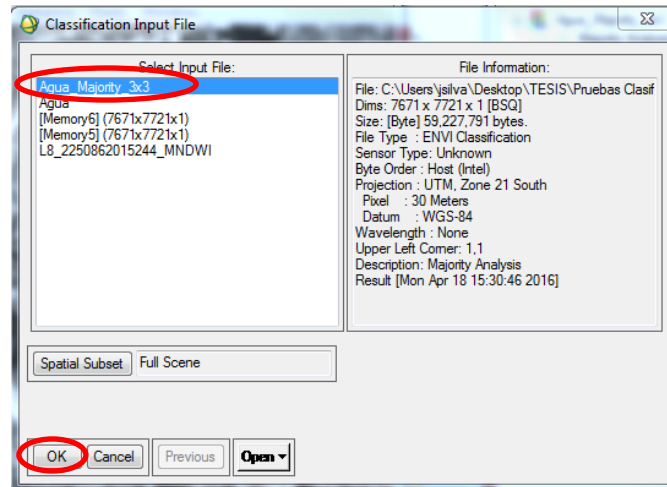 Classification Input File
Select Input File:
Agua_Majority_3x3
Agua
[Memory6] (7671x7721x1)
[Memory5] (7671x7721x1)
L8_2250862015244_MNDWI
File Information:
File: C:\Users\jsilva\Desktop\TESIS\Pruebas Clasif
Dims: 7671 x 7721 x 1 [BSQ]
Size: [Byte] 59,227,791 bytes.
File Type : ENVI Classification
Sensor Type: Unknown
Byte Order : Host (Intel)
Projection : UTM, Zone 21 South
Pixel : 30 Meters
Datum : WGS-84
Wavelength : None
Upper Left Corner: 1,1
Description: Majority Analysis
Result [Mon Apr 18 15:30:46 2016]
Spatial Subset Full Scene
OK Cancel Previous Open